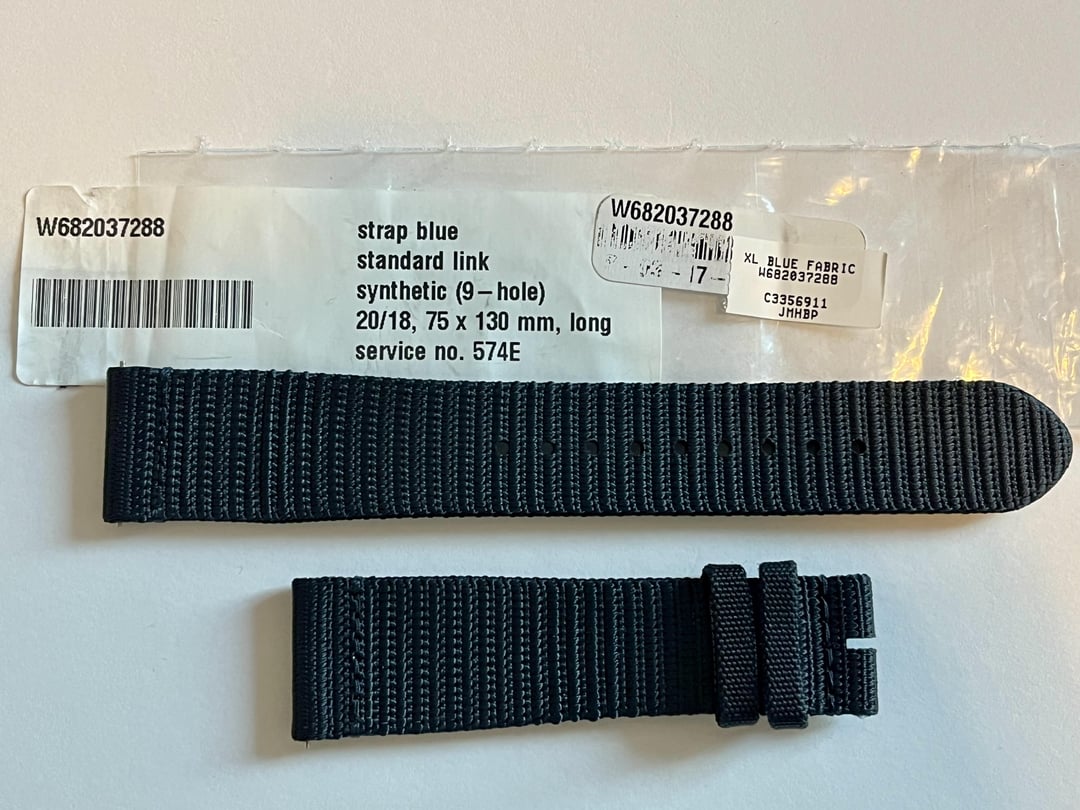 W682037288
strap blue
standard link
synthetic (9–hole)
20/18, 75 x 130 mm, long
service no. 574E
W682037288
17
XL BLUE FABRIC
W682037288
C3356911
JMHBP